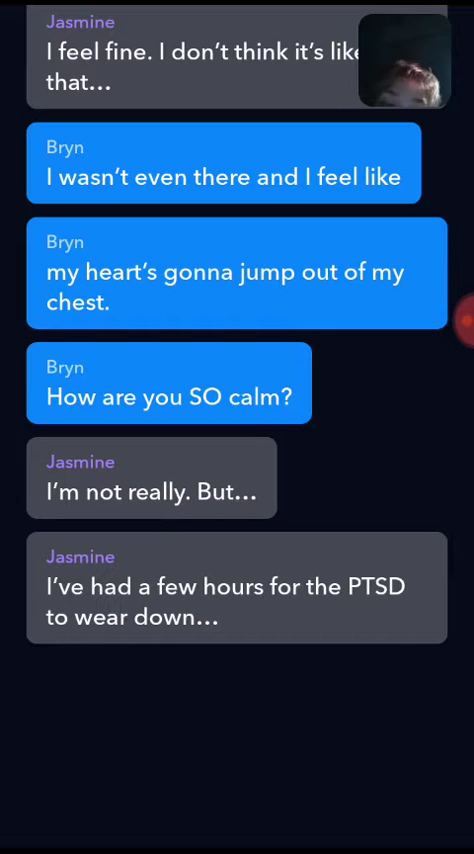 Jasmine
I feel fine. I don’t think it’s like
that…
Bryn
I wasn’t even there and I feel like
Bryn
my heart’s gonna jump out of my
chest.
Bryn
How are you SO calm?
Jasmine
I’m not really. But…
Jasmine
I’ve had a few hours for the PTSD
to wear down…